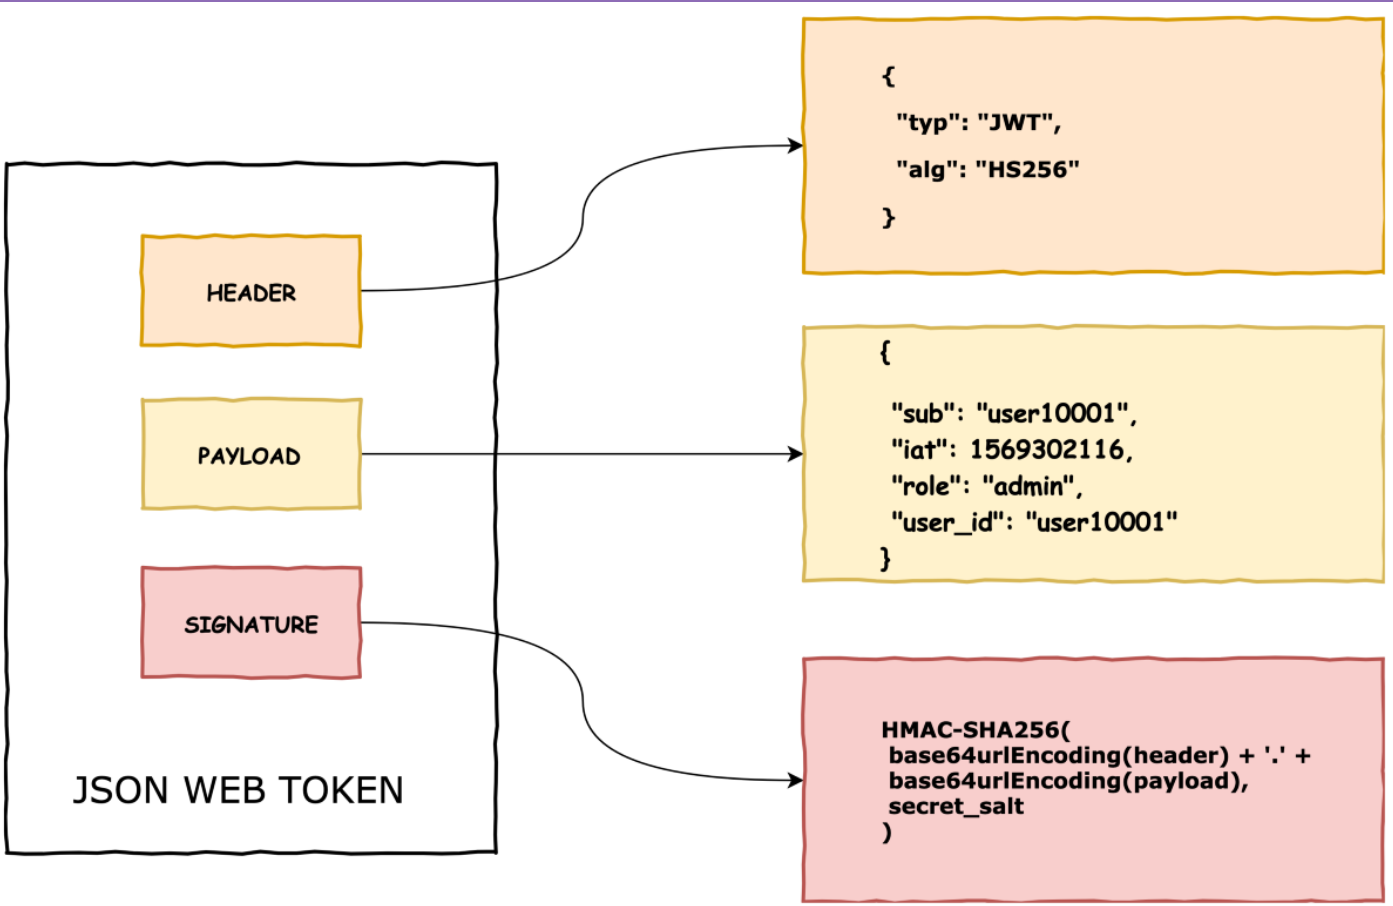 HEADER
PAYLOAD
SIGNATURE
JSON WEB TOKEN
{
"typ": "JWT",
"alg": "HS256"
}
{
"sub": "user10001",
"iat": 1569302116,
"role": "admin",
"user_id": "user10001"
}
HMAC-SHA256(
base64urlEncoding(header) + '.' +
base64urlEncoding(payload),
secret_salt
)